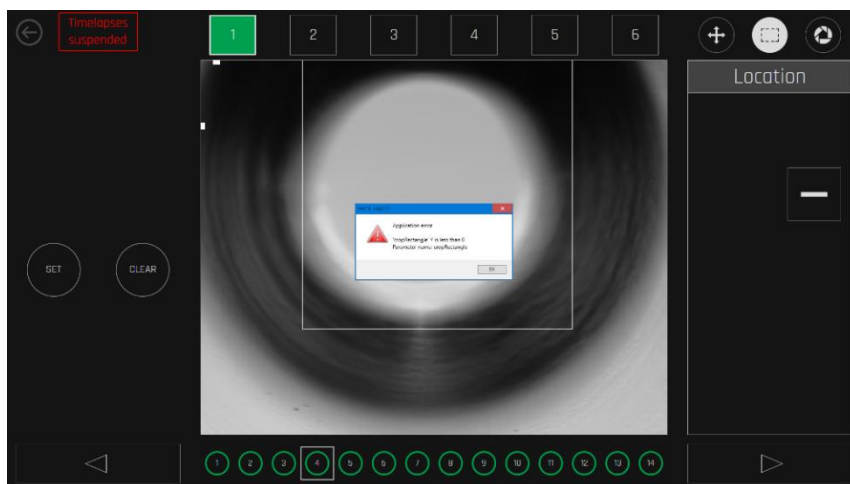 Timelapses
suspended
1 2 3 4 5 6
Location
Application error
'cropRectangle' Y is less than 0
Parameter name: cropRectangle
OK
SET CLEAR
1 2 3 4 5 6 7 8 9 10 11 12 13 14